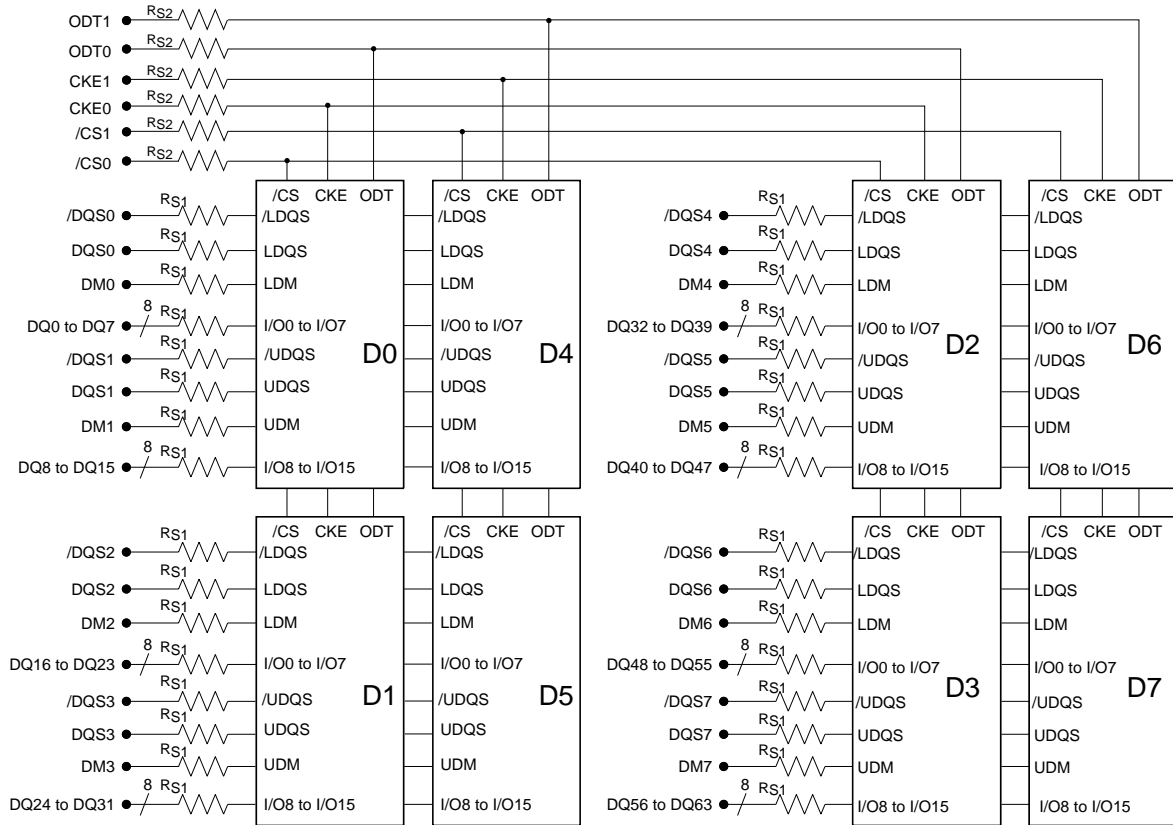 ODT1 RS2
ODT0 RS2
CKE1 RS2
CKE0 RS2
/CS1 RS2
/CS0 RS2
/CS CKE ODT
/DQS0 RS1 /LDQS
DQS0 RS1 LDQS
DM0 RS1 LDM
DQ0 to DQ7 8 RS1 I/O0 to I/O7
/DQS1 RS1 /UDQS
DQS1 RS1 UDQS
DM1 RS1 UDM
DQ8 to DQ15 8 RS1 I/O8 to I/O15
D0
/CS CKE ODT
/LDQS
LDQS
LDM
I/O0 to I/O7
/UDQS
UDQS
UDM
I/O8 to I/O15
D4
/CS CKE ODT
/DQS4 RS1 /LDQS
DQS4 RS1 LDQS
DM4 RS1 LDM
DQ32 to DQ39 8 RS1 I/O0 to I/O7
/DQS5 RS1 /UDQS
DQS5 RS1 UDQS
DM5 RS1 UDM
DQ40 to DQ47 8 RS1 I/O8 to I/O15
D2
/CS CKE ODT
/LDQS
LDQS
LDM
I/O0 to I/O7
/UDQS
UDQS
UDM
I/O8 to I/O15
D6
/CS CKE ODT
/DQS2 RS1 /LDQS
DQS2 RS1 LDQS
DM2 RS1 LDM
DQ16 to DQ23 8 RS1 I/O0 to I/O7
/DQS3 RS1 /UDQS
DQS3 RS1 UDQS
DM3 RS1 UDM
DQ24 to DQ31 8 RS1 I/O8 to I/O15
D1
/CS CKE ODT
/LDQS
LDQS
LDM
I/O0 to I/O7
/UDQS
UDQS
UDM
I/O8 to I/O15
D5
/CS CKE ODT
/DQS6 RS1 /LDQS
DQS6 RS1 LDQS
DM6 RS1 LDM
DQ48 to DQ55 8 RS1 I/O0 to I/O7
/DQS7 RS1 /UDQS
DQS7 RS1 UDQS
DM7 RS1 UDM
DQ56 to DQ63 8 RS1 I/O8 to I/O15
D3
/CS CKE ODT
/LDQS
LDQS
LDM
I/O0 to I/O7
/UDQS
UDQS
UDM
I/O8 to I/O15
D7